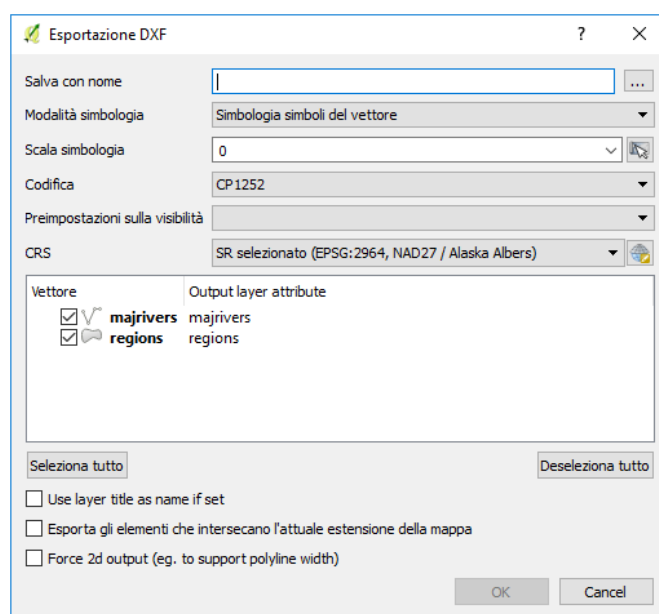 Esportazione DXF
Salva con nome
...
Modalità simbologia Simbologia simboli del vettore
Scala simbologia 0
Codifica CP1252
Preimpostazioni sulla visibilità
CRS SR selezionato (EPSG:2964, NAD27 / Alaska Albers)
Vettore Output layer attribute
majrivers majrivers
regions regions
Seleziona tutto Deseleziona tutto
Use layer title as name if set
Esporta gli elementi che intersecano l'attuale estensione della mappa
Force 2d output (eg. to support polyline width)
OK Cancel